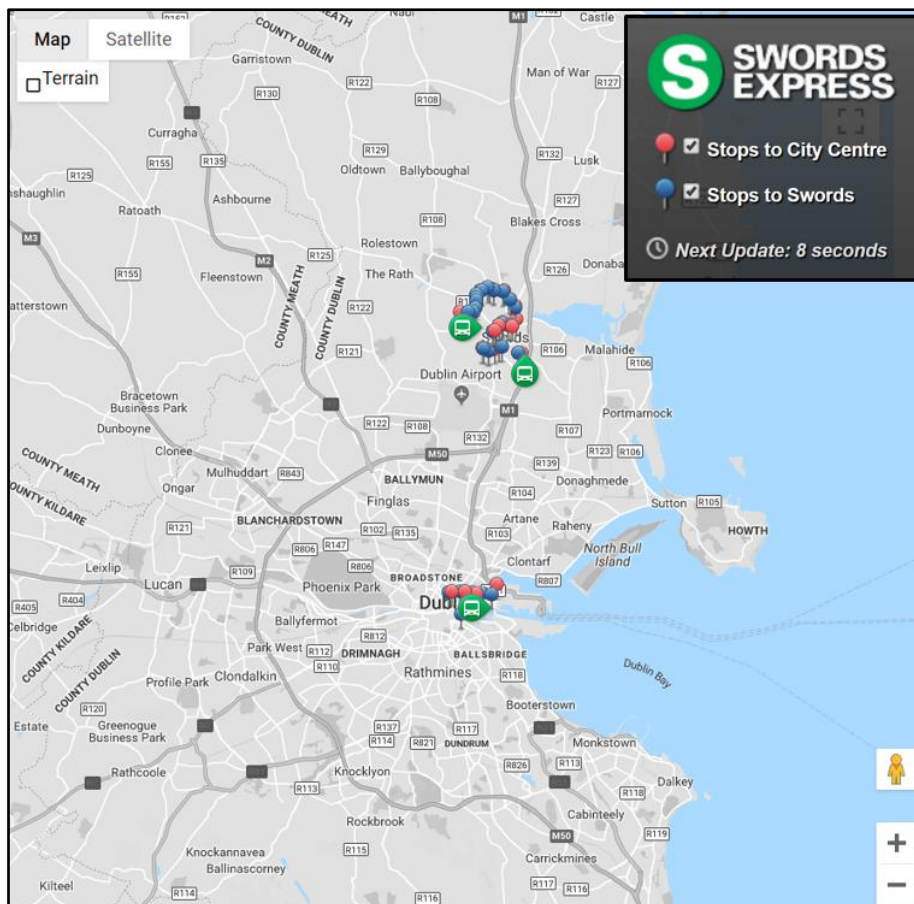 Map
Satellite
Terrain
S
SWORDS
EXPRESS
Stops to City Centre
Stops to Swords
Next Update: 8 seconds
R152
COUNTY MEATH
COUNTY DUBLIN
Naul
M1
Castle
R108
Garristown
R122
Man of War
R130
R127
R108
Curragha
R129
R132
Lusk
R155
R135
Oldtown
Ballyboughal
R125
nshaughlin
Ashbourne
R127
Ratoath
R108
Blakes Cross
Rolestown
M3
M2
R125
R126
Donaba
R155
Fleenstown
The Rath
atterstown
R122
COUNTY MEATH
COUNTY DUBLIN
R121
R106
Malahide
Dublin Airport
Bracetown
Business Park
M1
Portmarnock
Dunboyne
R122
R108
R132
R107
R123
R106
COUNTY MEATH
COUNTY KILDARE
Clonee
M50
Mulhuddart
R843
R139
Ongar
BALLYMUN
Donaghmede
Finglas
R104
Sutton
R105
R121
BLANCHARDSTOWN
R102
R135
Artane
R103
Raheny
HOWTH
R806
R147
North Bull
Island
Leixlip
R109
R806
Clontarf
Lucan
Phoenix Park
BROADSTONE
R807
R405
R404
Celbridge
Ballyfermot
R812
Park West
R112
DRIMNAGH
BALLSBRIDGE
R110
Rathmines
R118
Dublin Bay
COUNTY KILDARE
COUNTY DUBLIN
Profile Park
Clondalkin
R120
Booterstown
Estate
Greenogue
Business Park
R137
R117
R114
R821
DUNDRUM
Monkstown
R826
R113
Rathcoole
Knocklyon
Dalkey
R113
R118
Cabinteely
Rockbrook
R119
M50
Knockannavea
R115
Ballinascorney
Carrickmines
Kilteel
R114
R117
R116
R116
+
−